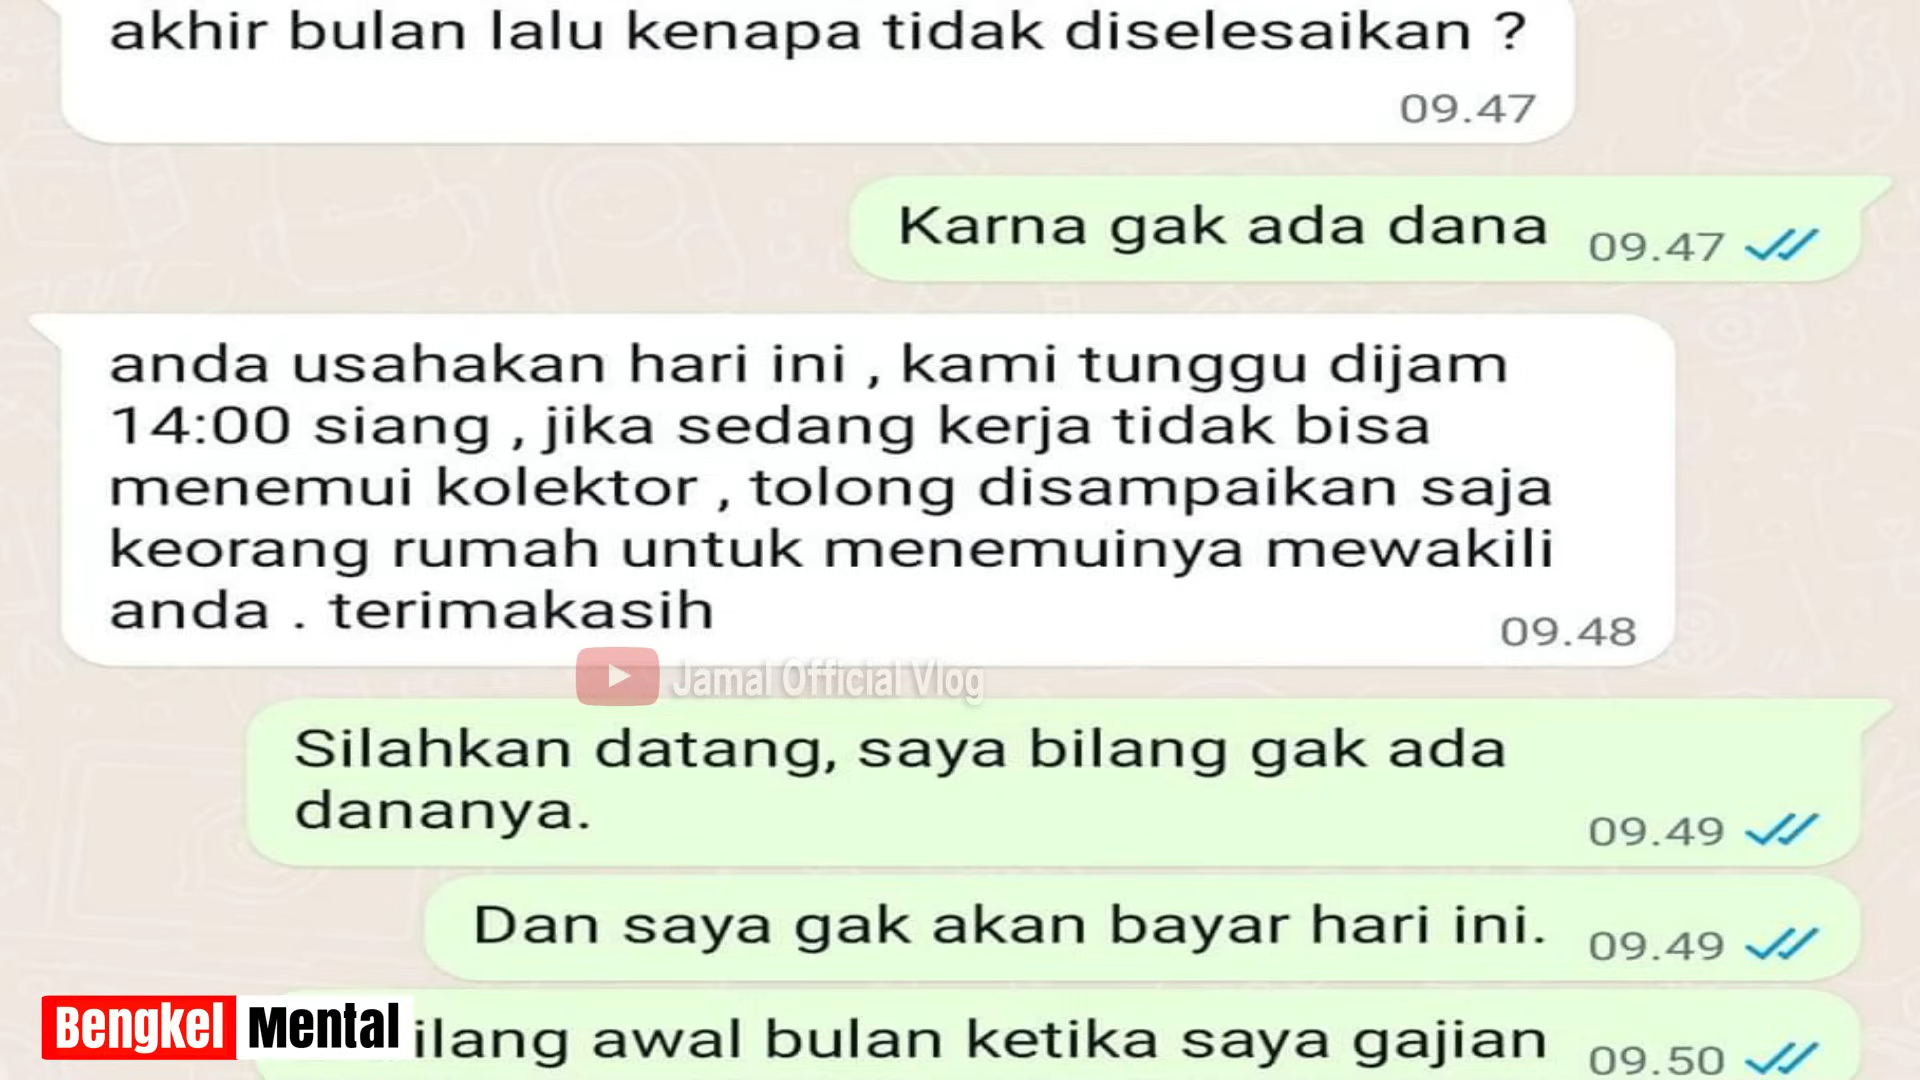 akhir bulan lalu kenapa tidak diselesaikan ?
09.47
Karna gak ada dana
09.47
anda usahakan hari ini , kami tunggu dijam
14:00 siang , jika sedang kerja tidak bisa
menemui kolektor , tolong disampaikan saja
keorang rumah untuk menemuinya mewakili
anda . terimakasih
09.48
Jamal Official Vlog
Silahkan datang, saya bilang gak ada
dananya.
09.49
Dan saya gak akan bayar hari ini.
09.49
Bengkel Mental
ilang awal bulan ketika saya gajian
09.50